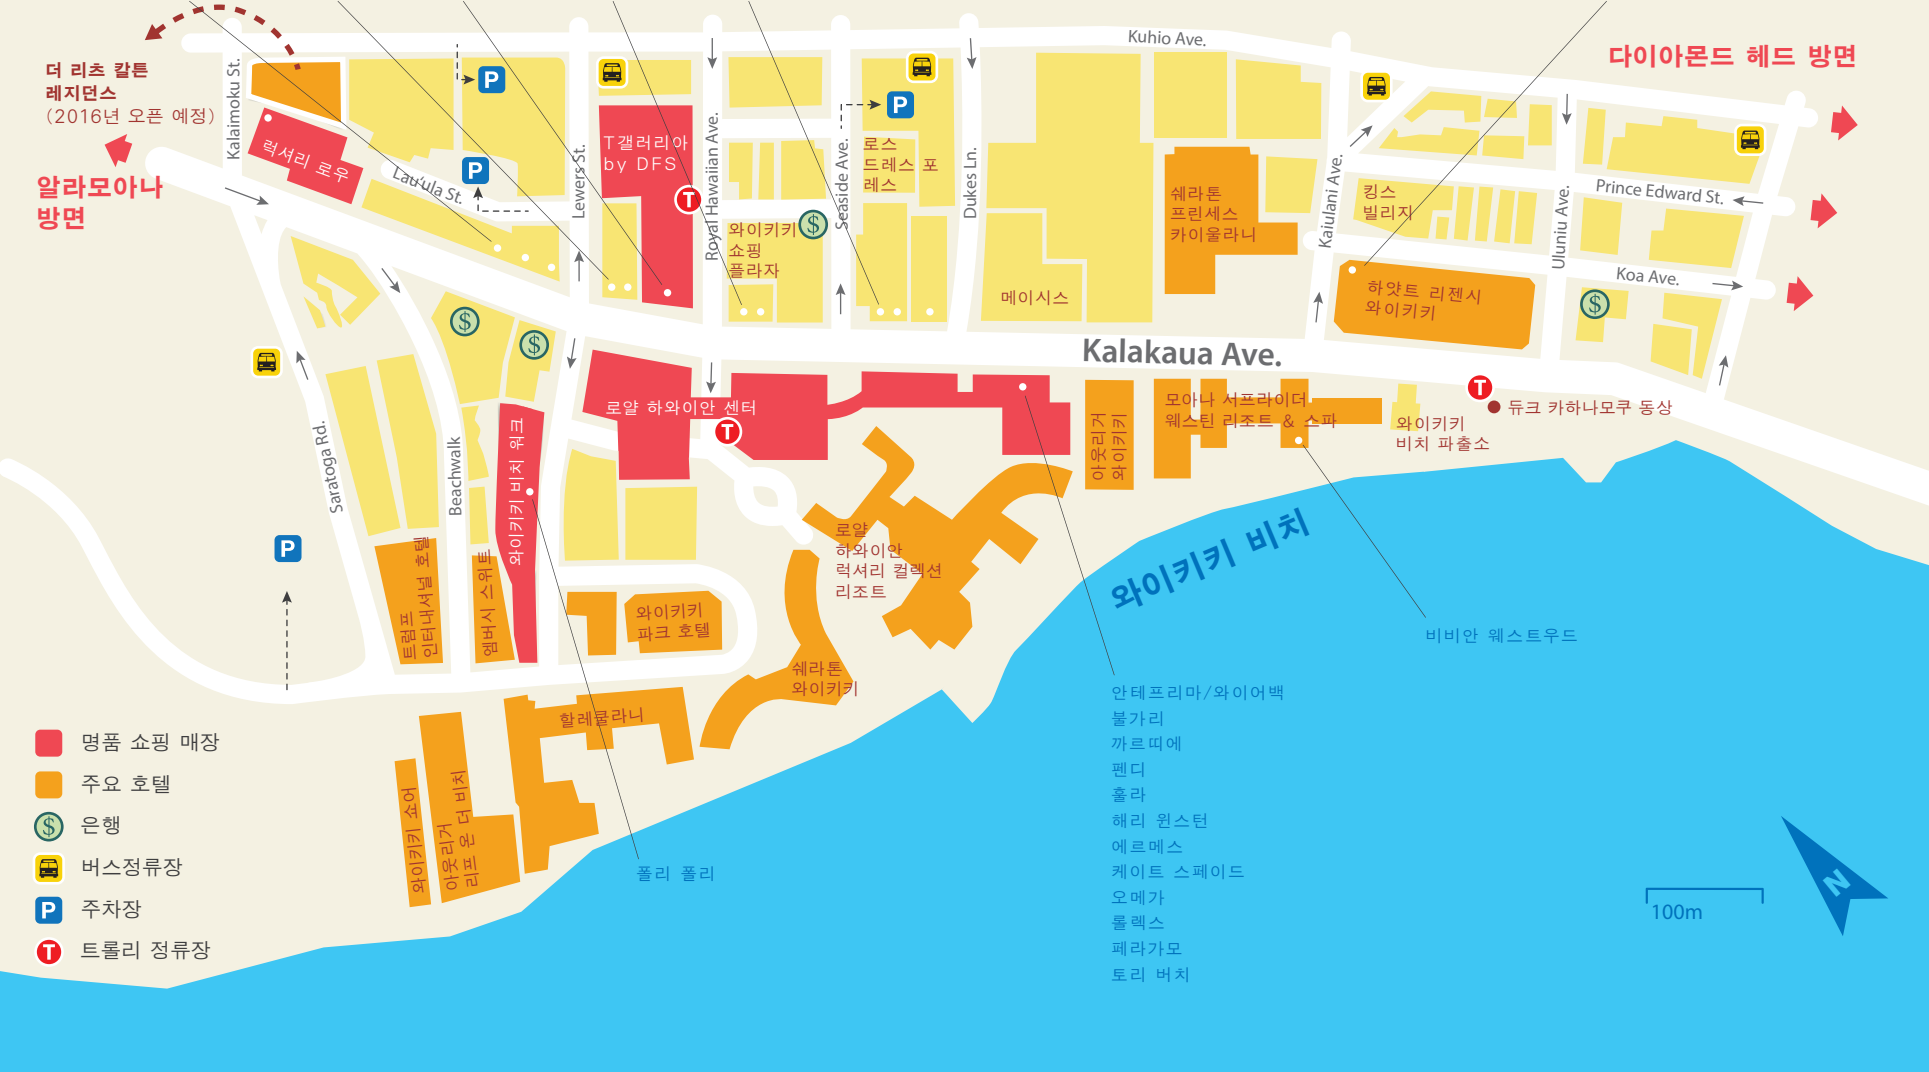 Kuhio Ave.
다이아몬드 헤드 방면
더 리츠 칼튼
레지던스
(2016년 오픈 예정)
Kalaimoku St.
알라모아나
방면
럭셔리 로우
P
P
Lau'ula St.
Lewers St.
T갤러리아
by DFS
T
Royal Hawaiian Ave.
와이키키
쇼핑
플라자
$
Seaside Ave.
P
로스
드레스 포
레스
Dukes Ln.
메이시스
쉐라톤
프린세스
카이울라니
Kaiulani Ave.
킹스
빌리지
Prince Edward St.
Uluniu Ave.
Koa Ave.
하얏트 리젠시
와이키키
$
Kalakaua Ave.
$
$
Saratoga Rd.
Beachwalk
와이키키 비치 워크
로얄 하와이안 센터
T
아웃리거
와이키키
모아나 서프라이더
웨스틴 리조트 & 스파
와이키키
비치 파출소
T
듀크 카하나모쿠 동상
로얄
하와이안
럭셔리 컬렉션
리조트
와이키키 비치
P
트럼프
인터내셔널 호텔
엠버시 스위트
와이키키
파크 호텔
쉐라톤
와이키키
할레쿨라니
와이키키 쇼어
아웃리거
리프 온 더 비치
비비안 웨스트우드
안테프리마/와이어백
불가리
까르띠에
펜디
훌라
해리 윈스턴
에르메스
케이트 스페이드
오메가
롤렉스
페라가모
토리 버치
폴리 폴리
명품 쇼핑 매장
주요 호텔
$ 은행
버스정류장
P 주차장
T 트롤리 정류장
100m
N